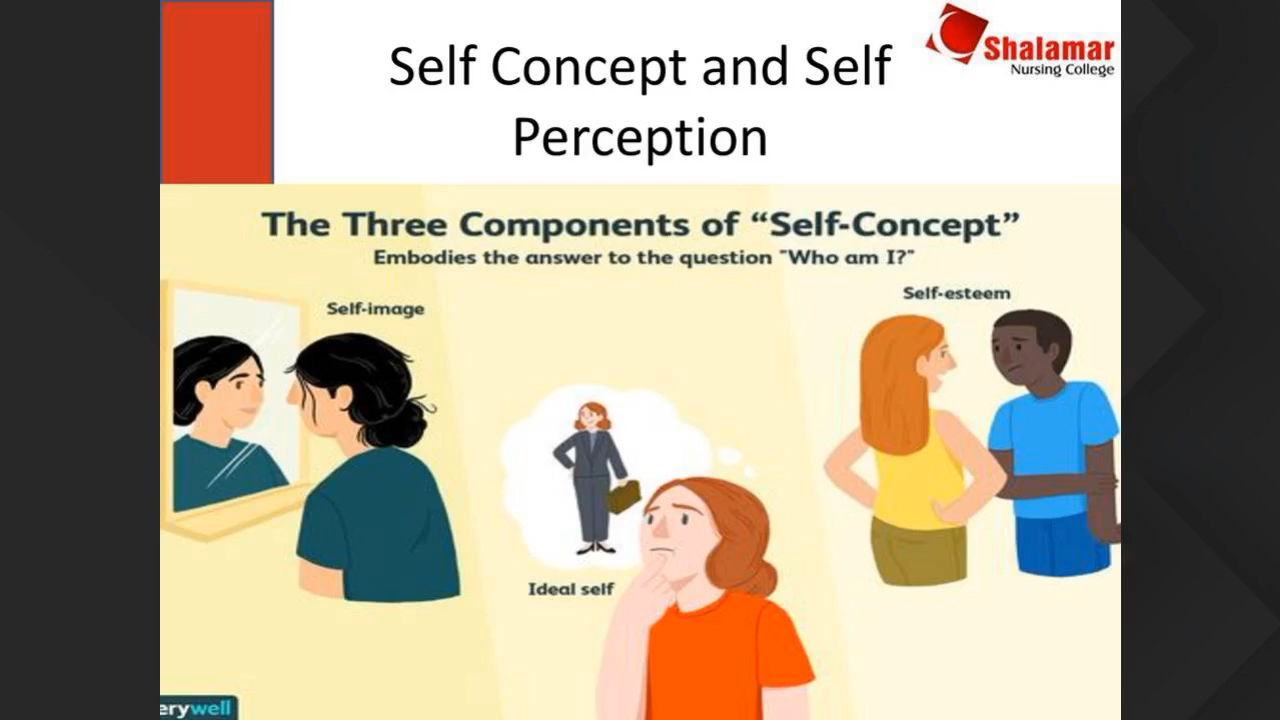 Self Concept and Self
Perception
Shalamar
Nursing College
The Three Components of “Self-Concept”
Embodies the answer to the question "Who am I?"
Self-image
Self-esteem
Ideal self
erywell